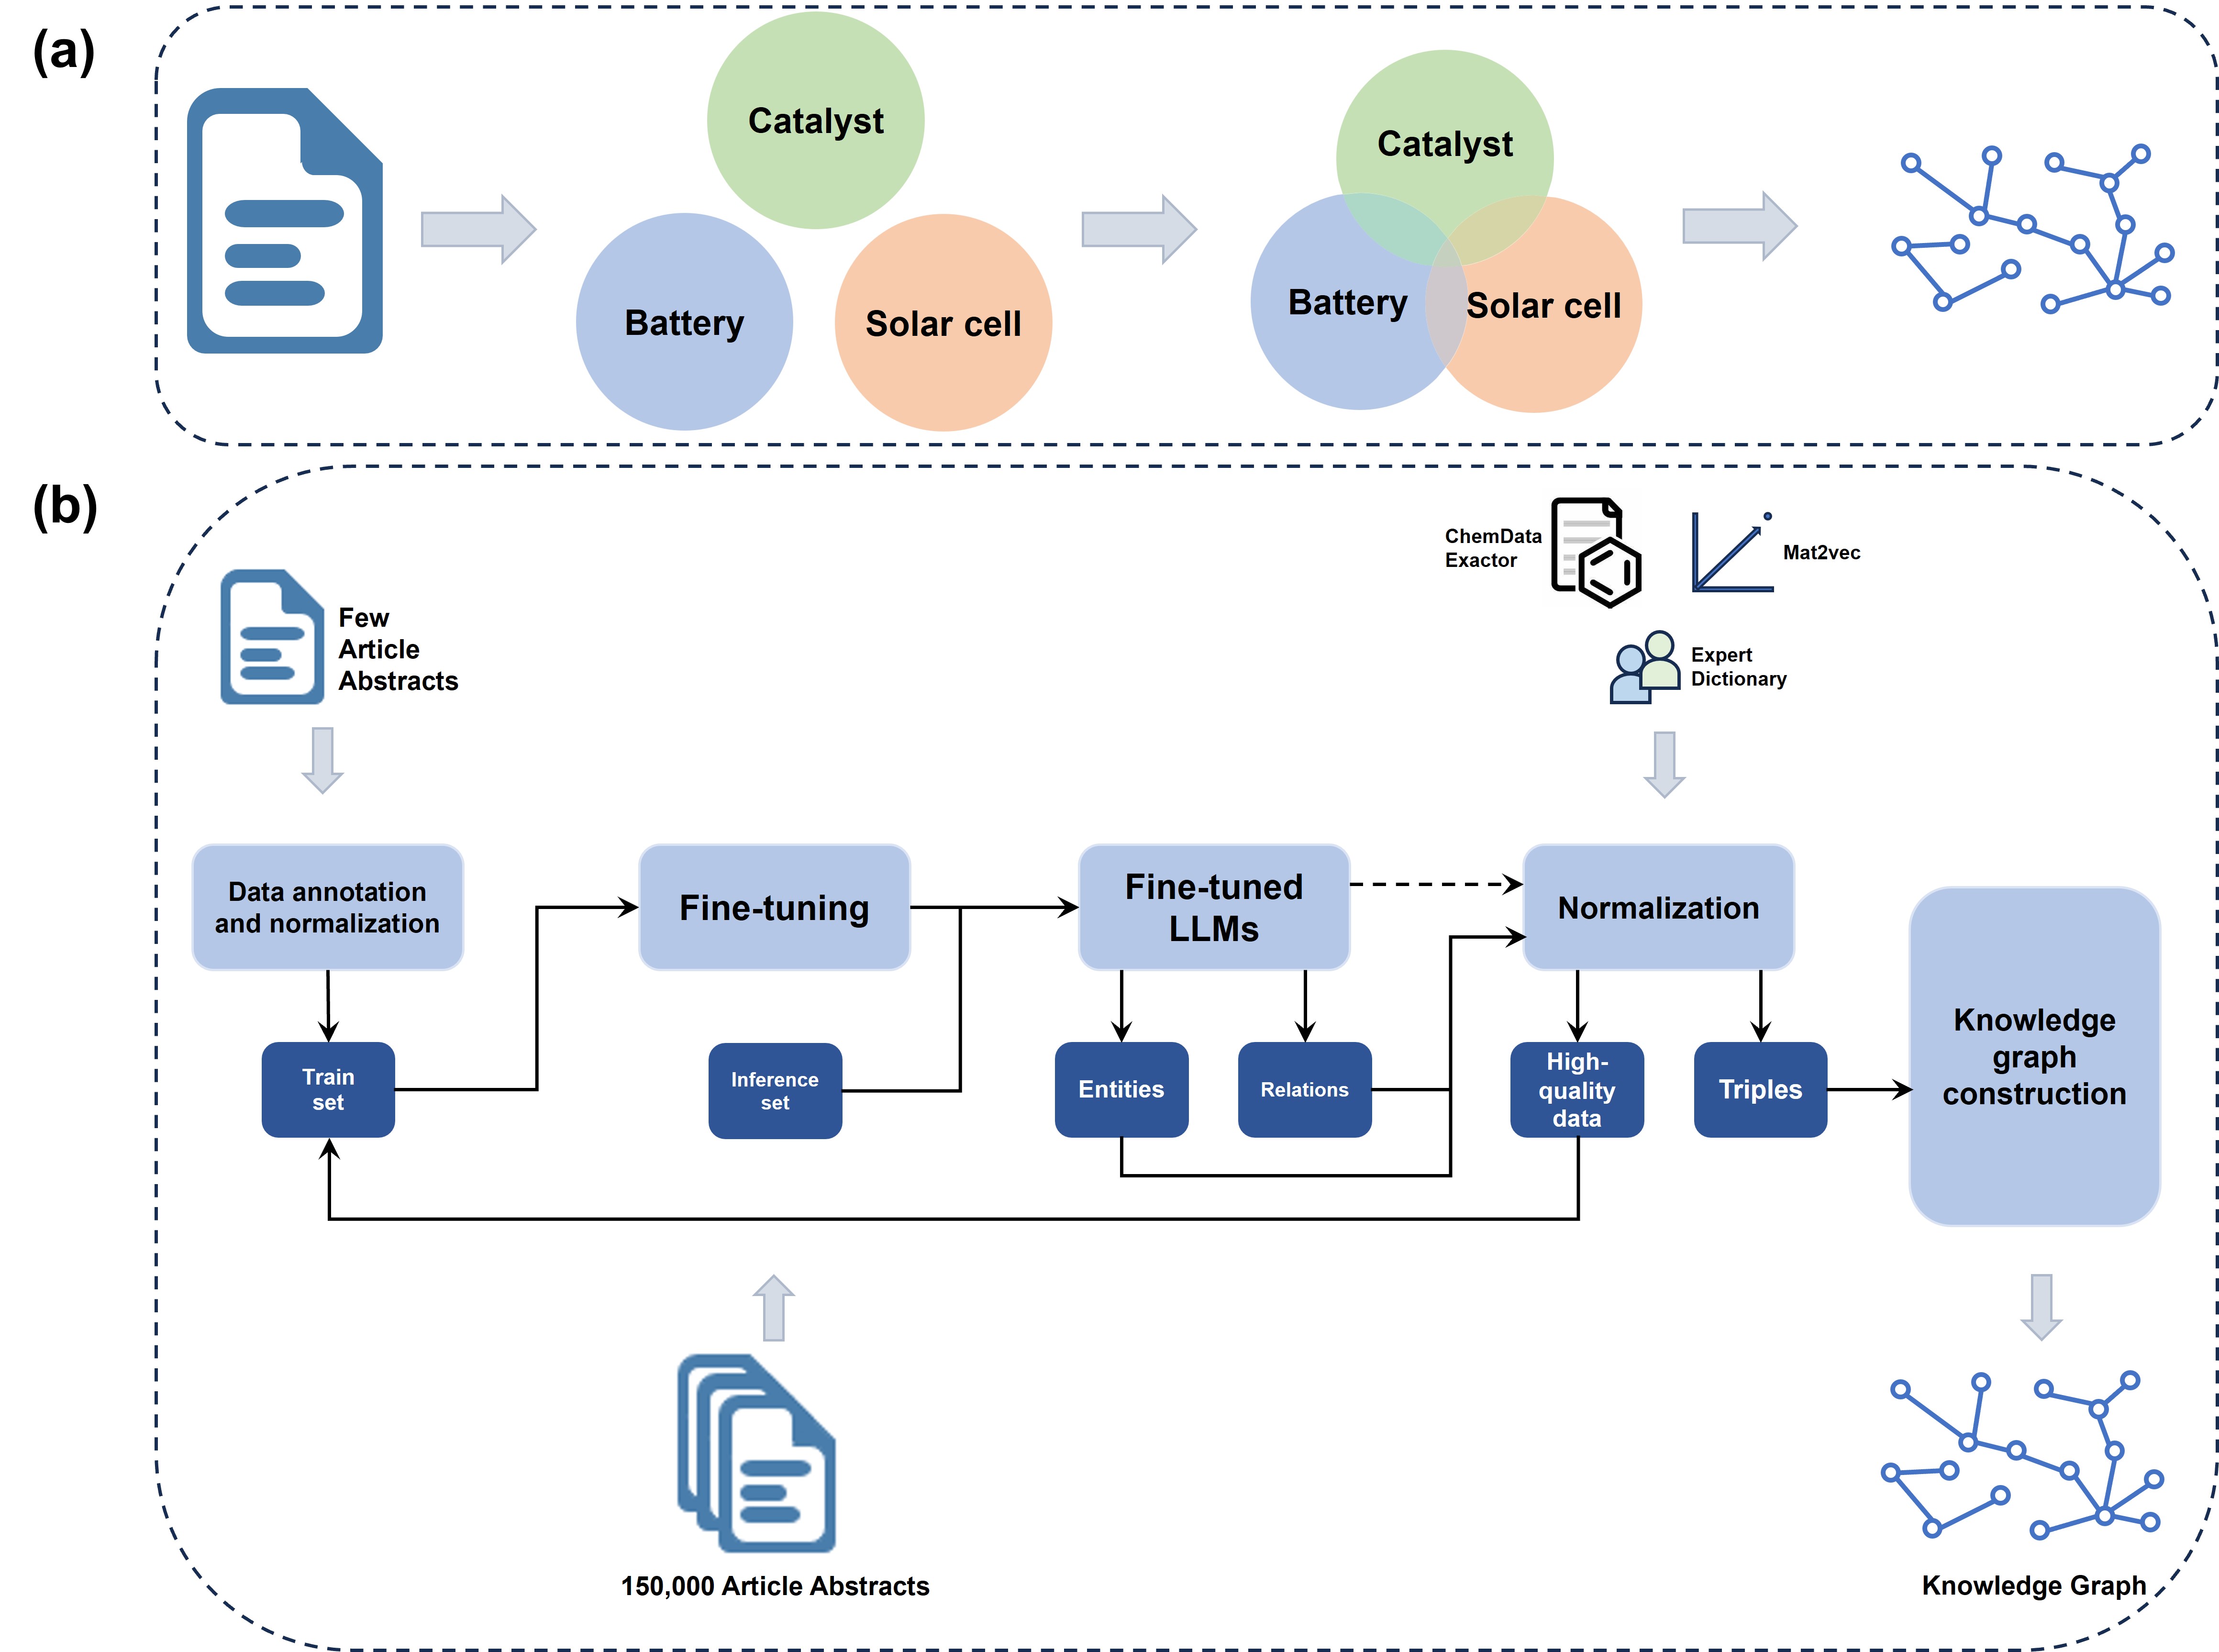 (a)
Catalyst
Battery
Solar cell
Catalyst
Battery
Solar cell
(b)
Few
Article
Abstracts
ChemData
Exactor
Mat2vec
Expert
Dictionary
Data annotation
and normalization
Fine-tuning
Fine-tuned
LLMs
Normalization
Knowledge
graph
construction
Train
set
Inference
set
Entities
Relations
High-
quality
data
Triples
150,000 Article Abstracts
Knowledge Graph